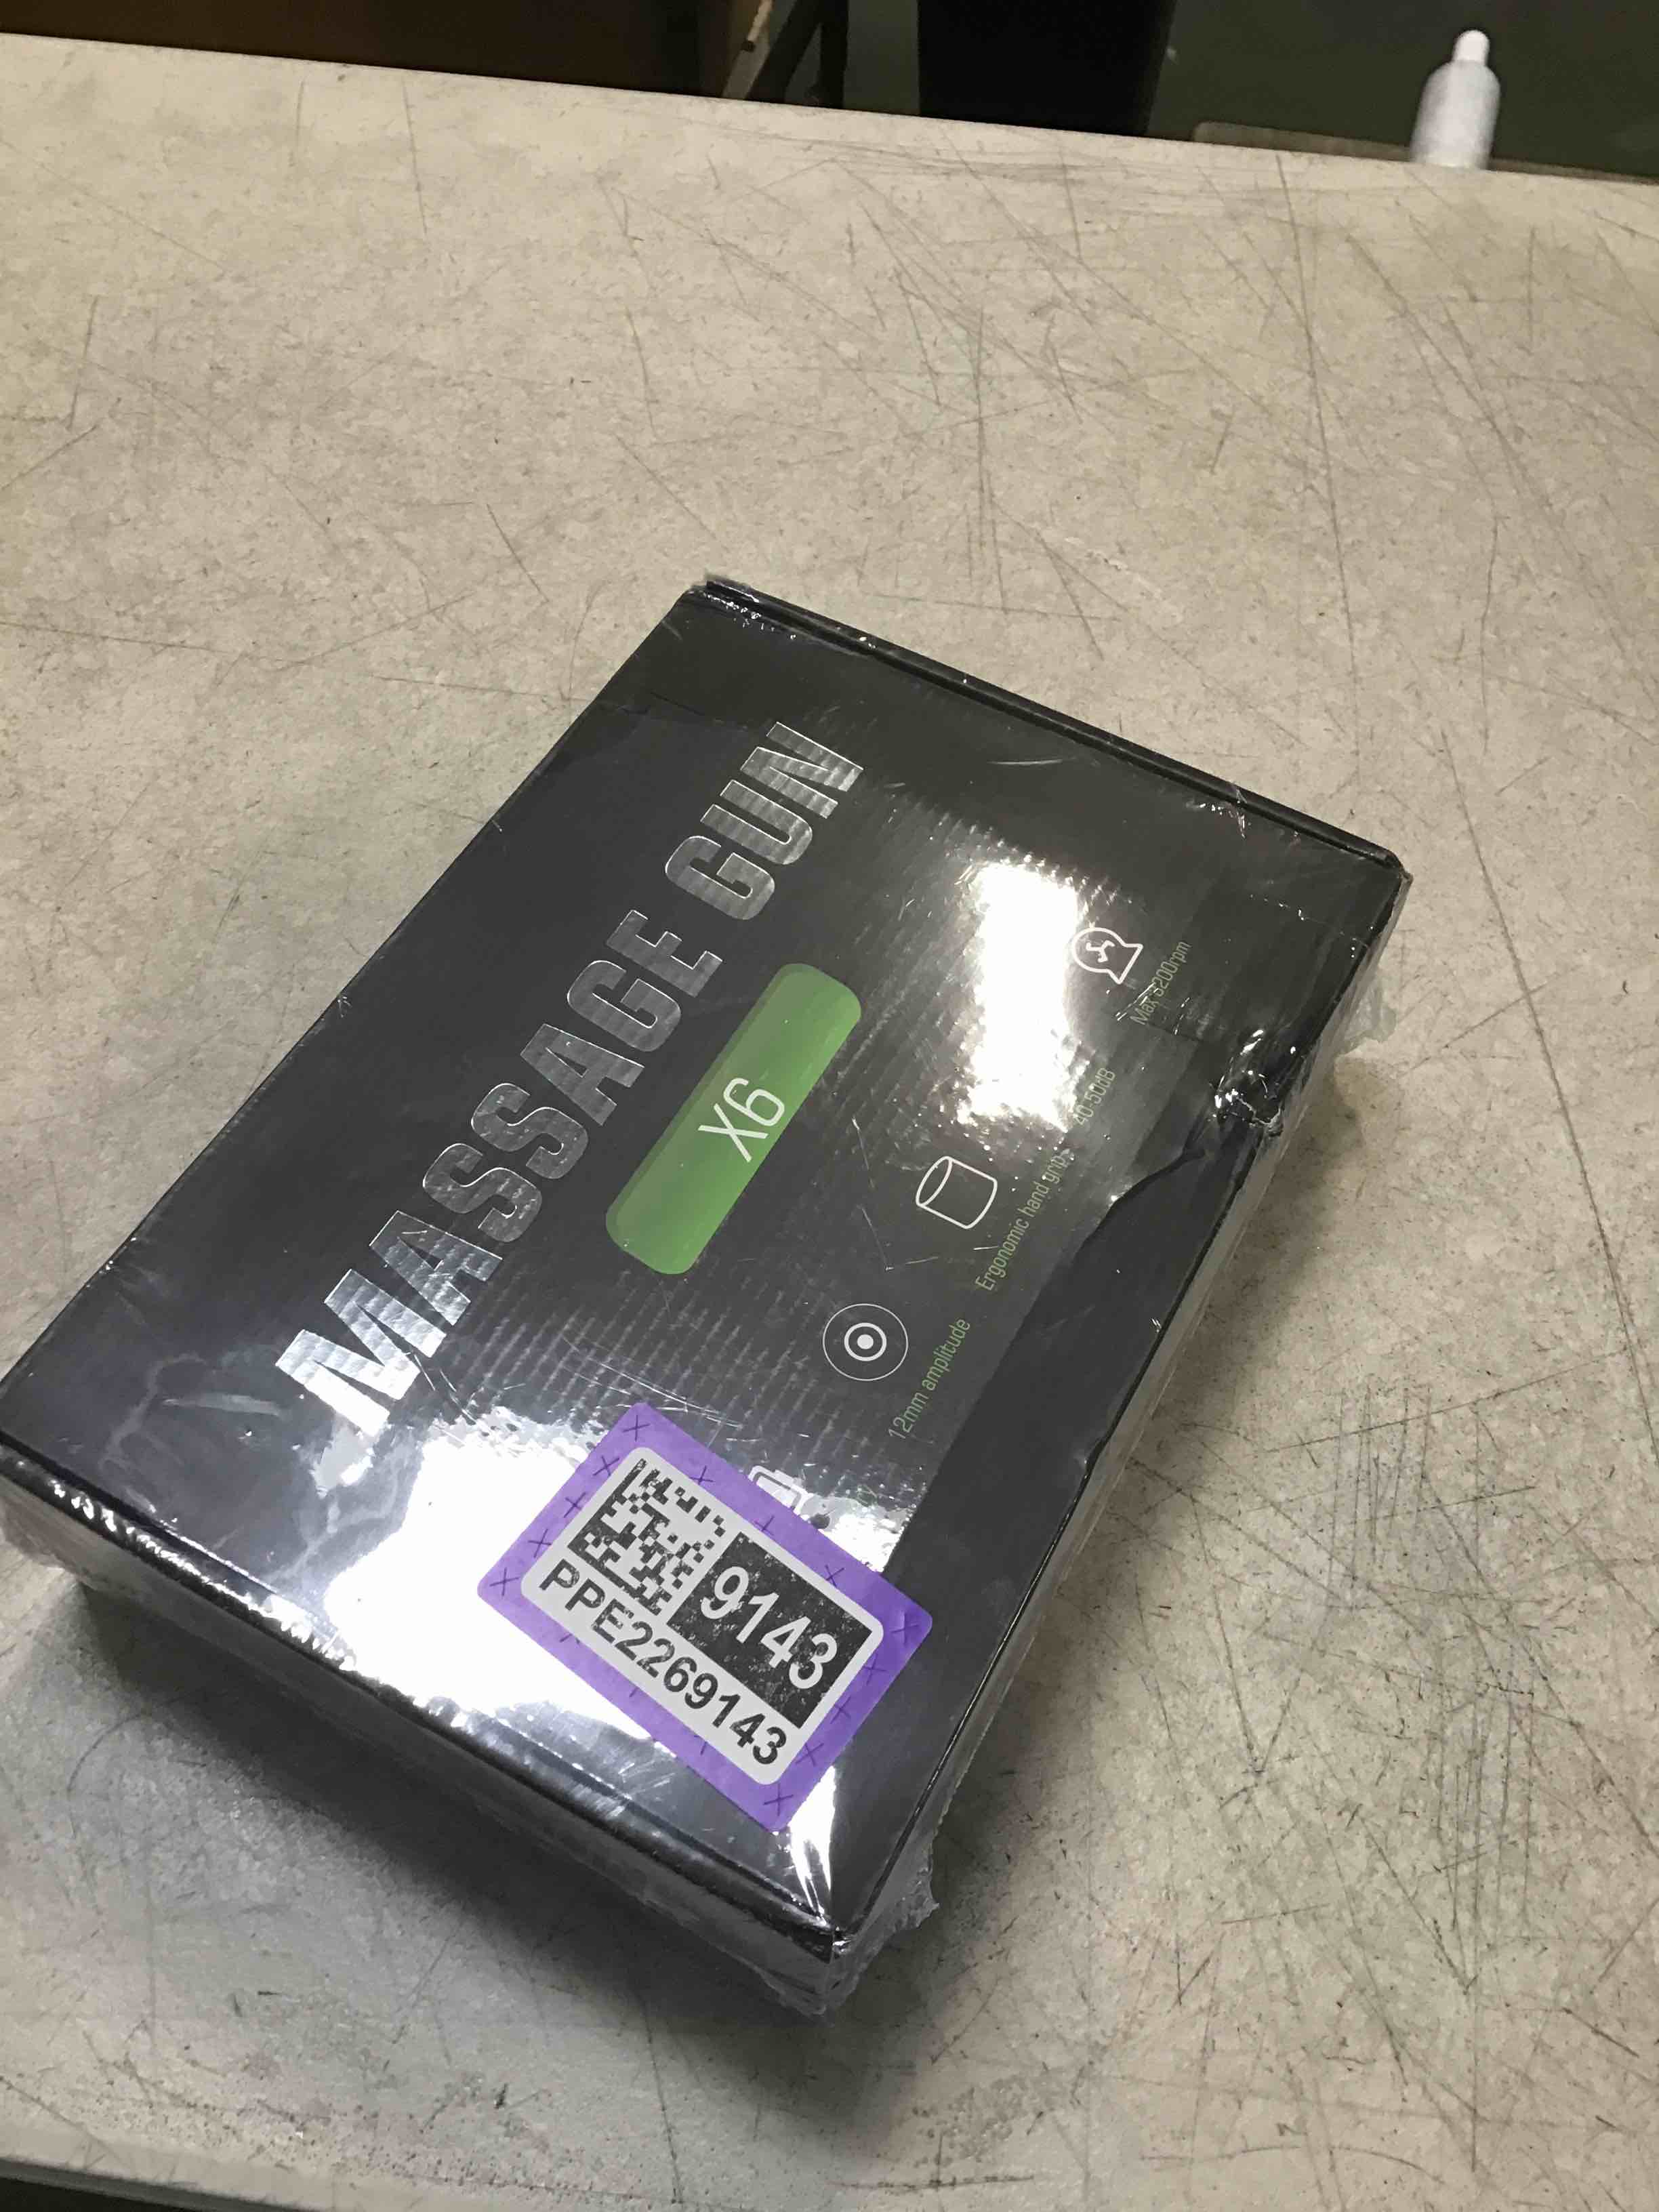 MASSAGE GUN
X6
12mm amplitude
Ergonomic hand grip
40-50dB
Max 3200rpm
9143
PPE2269143